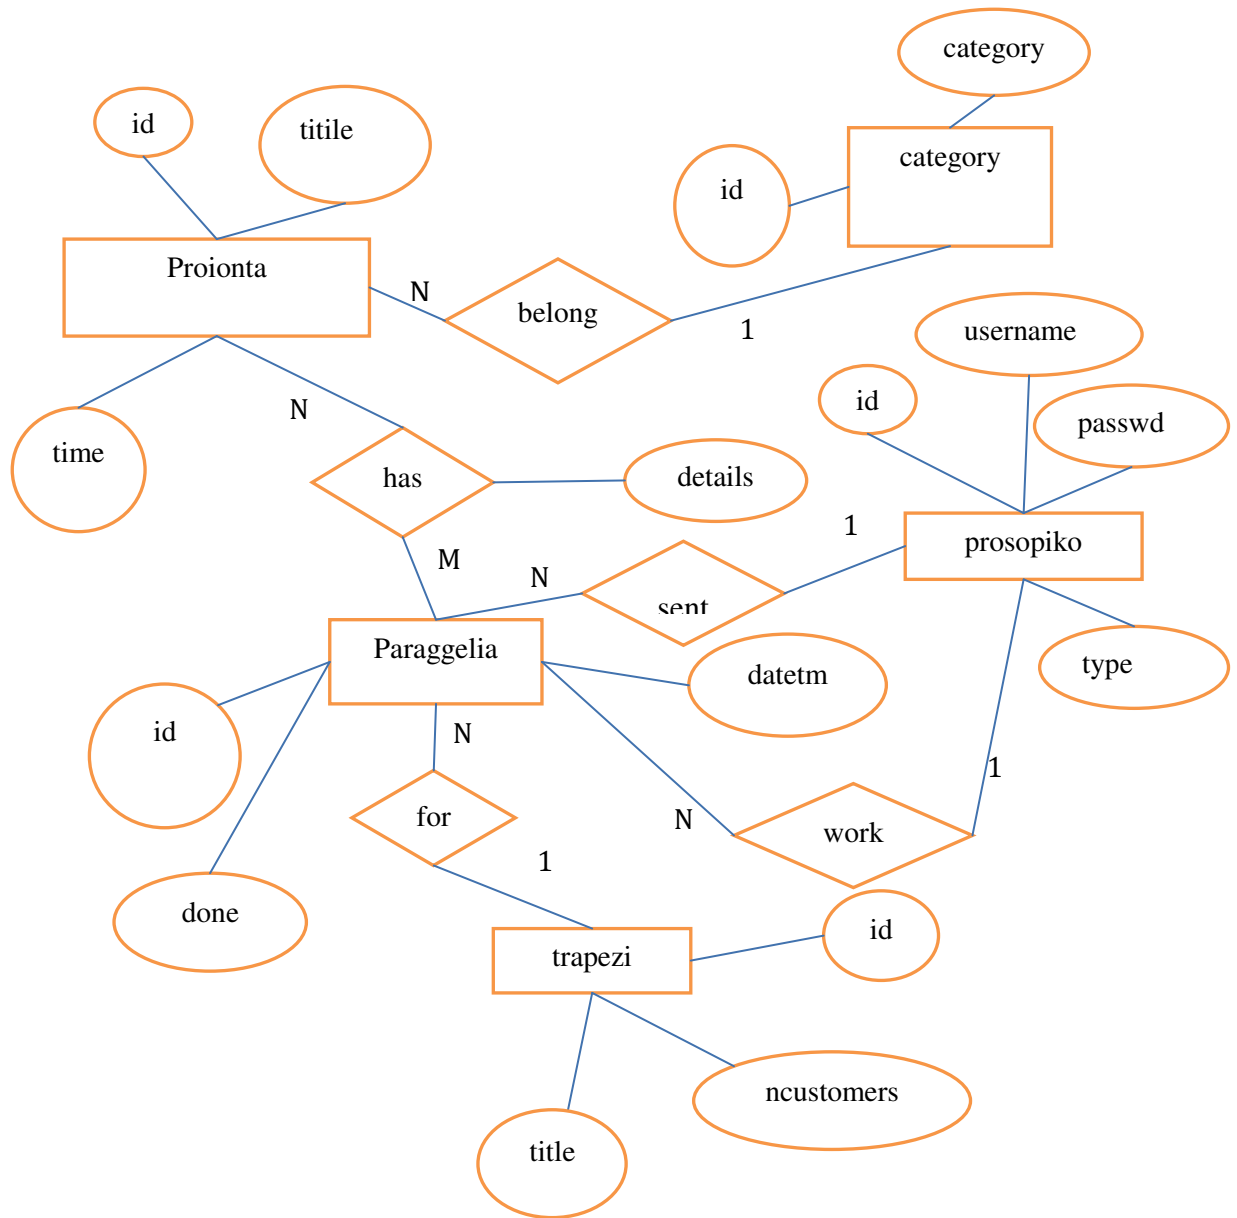 category
id
titile
category
id
Proionta
N
belong
1
username
id
passwd
N
time
has
details
1
prosopiko
M
N
sent
Paraggelia
datetm
type
id
N
1
for
N
work
1
done
id
trapezi
ncustomers
title